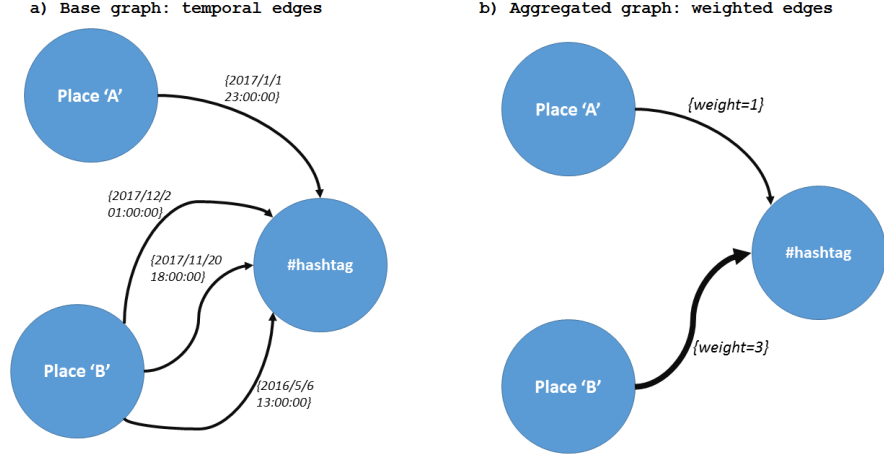 a) Base graph: temporal edges
Place ‘A’
{2017/1/1
23:00:00}
{2017/12/2
01:00:00}
{2017/11/20
18:00:00}
#hashtag
Place ‘B’
{2016/5/6
13:00:00}
b) Aggregated graph: weighted edges
Place ‘A’
{weight=1}
#hashtag
{weight=3}
Place ‘B’